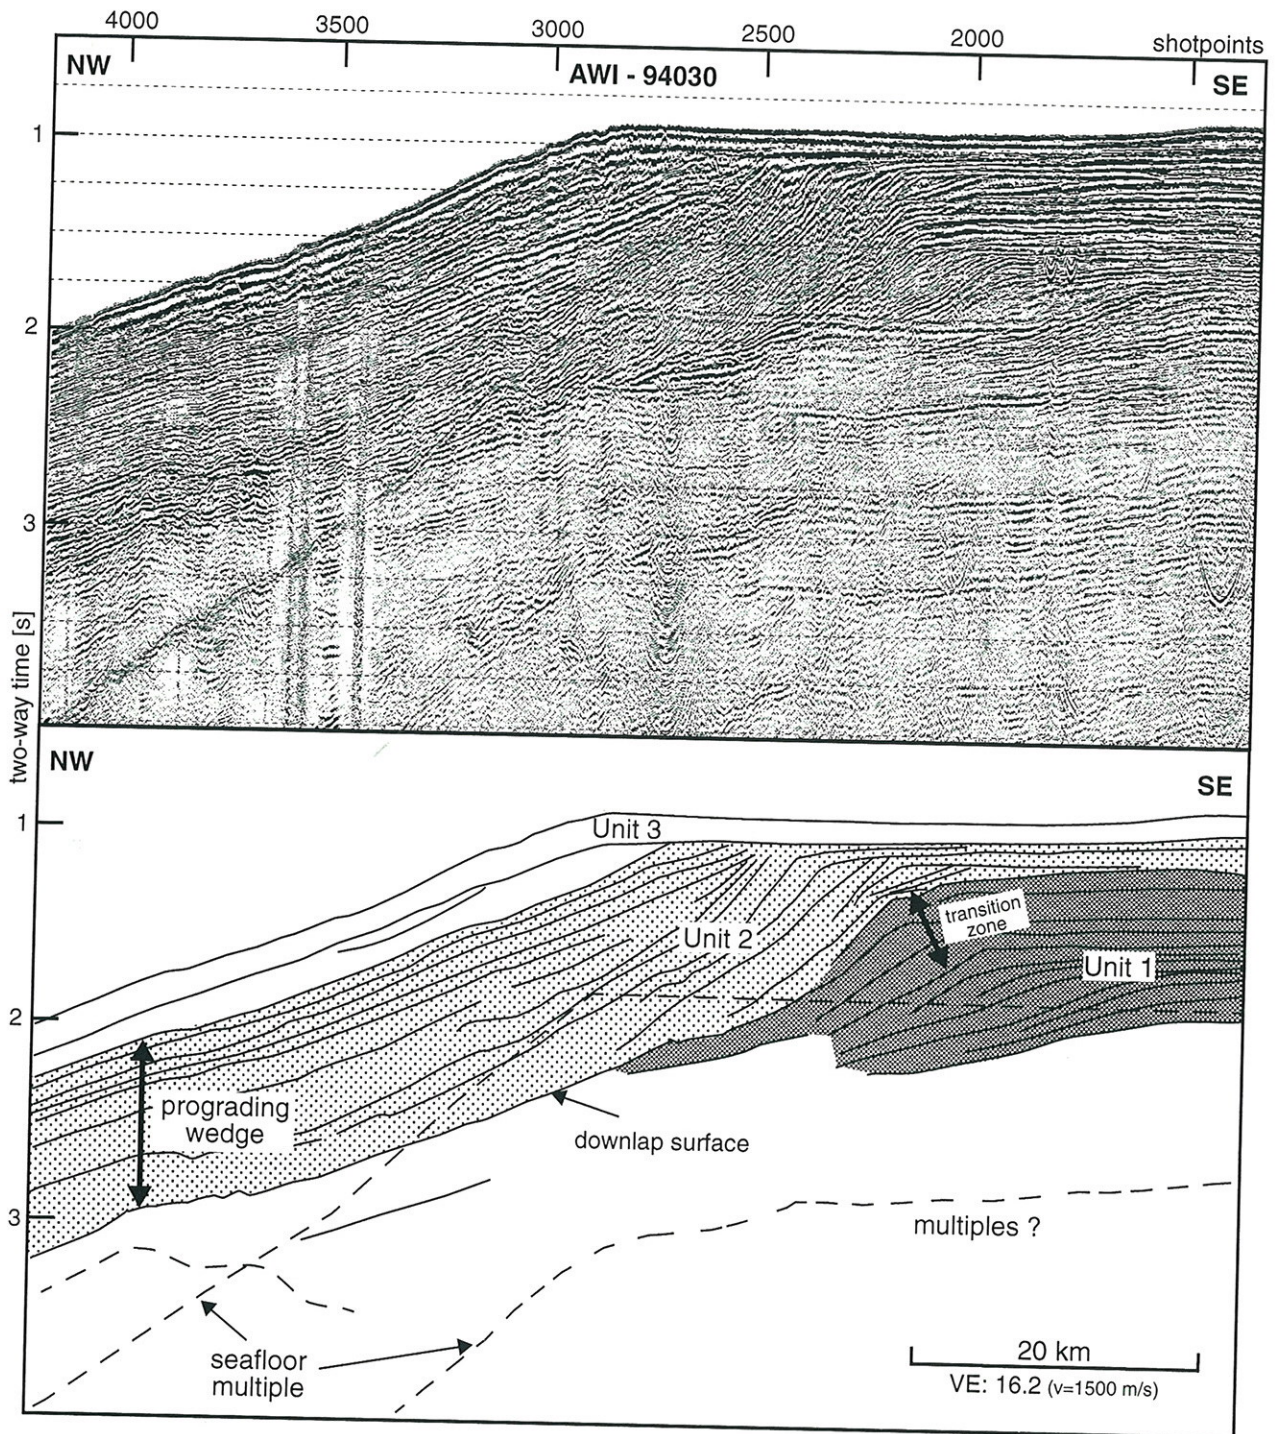 4000 3500 3000 2500 2000 shotpoints
NW AWI - 94030 SE
1
2
3
two-way time [s]
NW
SE
1
Unit 3
transition
zone
Unit 2
Unit 1
2
prograding
wedge
downlap surface
3
multiples ?
seafloor
multiple
20 km
VE: 16.2 (v=1500 m/s)